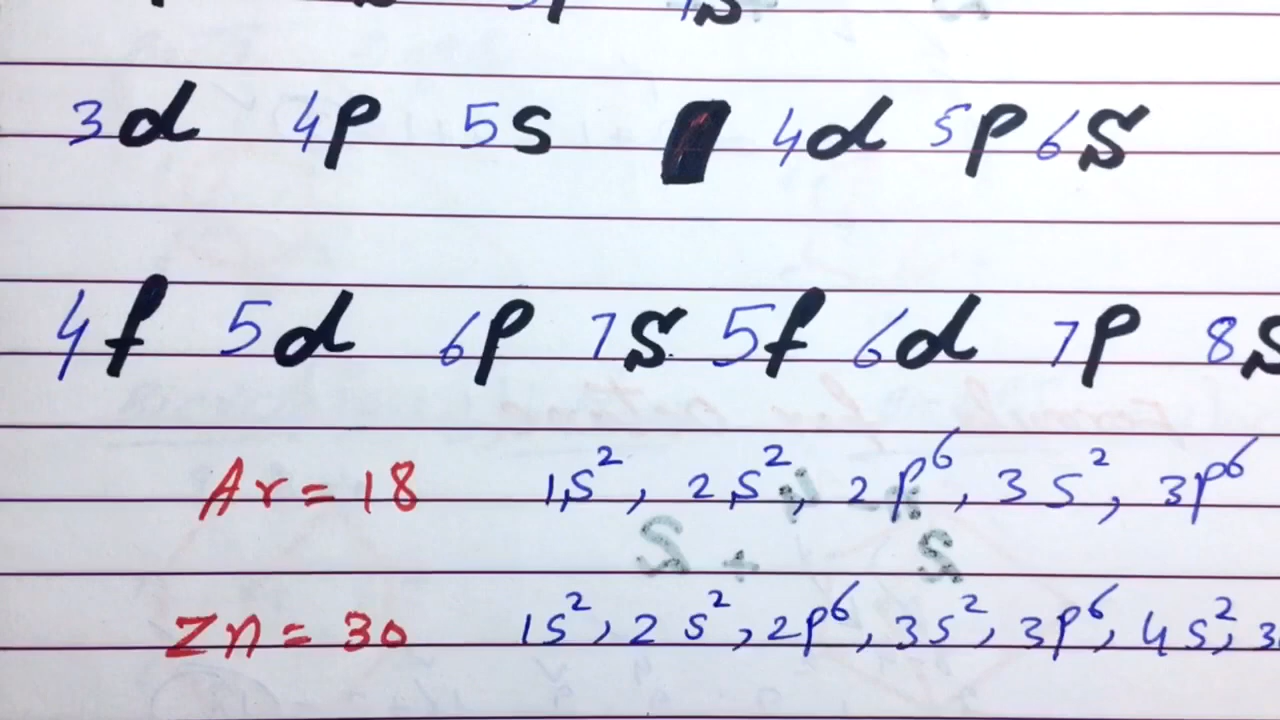 3d 4p 5s 4d 5p 6s
4f 5d 6p 7s 5f 6d 7p 8s
Ar = 18 1s², 2s², 2p⁶, 3s², 3p⁶
Zn = 30 1s², 2s², 2p⁶, 3s², 3p⁶, 4s², 3